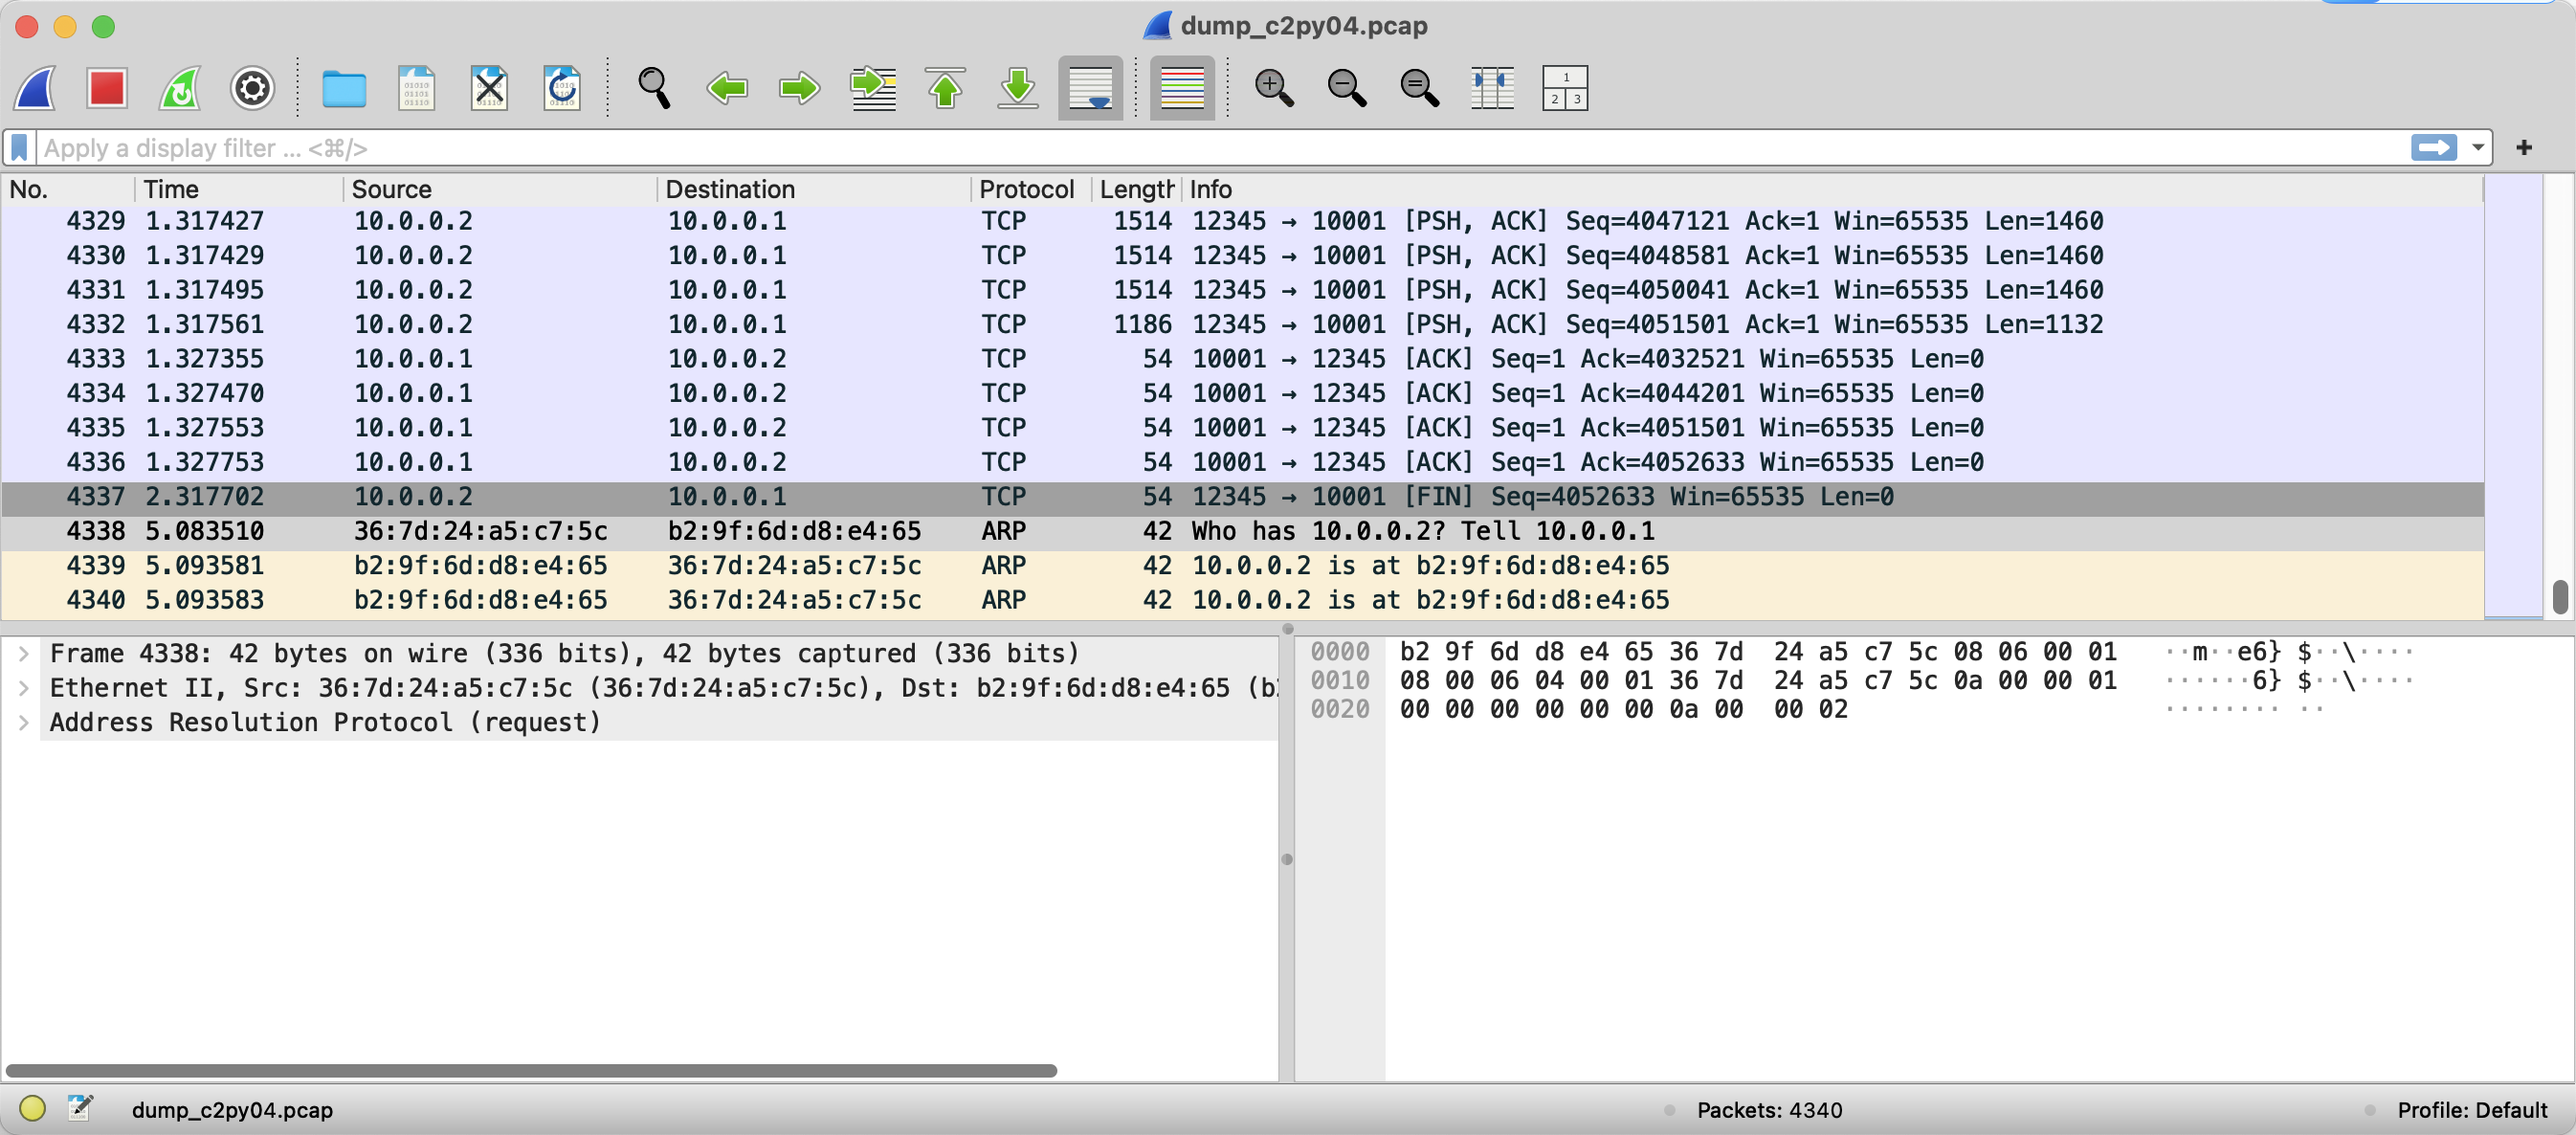 dump_c2py04.pcap
1
2 3
Apply a display filter ... <⌘/>
No. Time Source Destination Protocol Length Info
4329 1.317427 10.0.0.2 10.0.0.1 TCP 1514 12345 → 10001 [PSH, ACK] Seq=4047121 Ack=1 Win=65535 Len=1460
4330 1.317429 10.0.0.2 10.0.0.1 TCP 1514 12345 → 10001 [PSH, ACK] Seq=4048581 Ack=1 Win=65535 Len=1460
4331 1.317495 10.0.0.2 10.0.0.1 TCP 1514 12345 → 10001 [PSH, ACK] Seq=4050041 Ack=1 Win=65535 Len=1460
4332 1.317561 10.0.0.2 10.0.0.1 TCP 1186 12345 → 10001 [PSH, ACK] Seq=4051501 Ack=1 Win=65535 Len=1132
4333 1.327355 10.0.0.1 10.0.0.2 TCP 54 10001 → 12345 [ACK] Seq=1 Ack=4032521 Win=65535 Len=0
4334 1.327470 10.0.0.1 10.0.0.2 TCP 54 10001 → 12345 [ACK] Seq=1 Ack=4044201 Win=65535 Len=0
4335 1.327553 10.0.0.1 10.0.0.2 TCP 54 10001 → 12345 [ACK] Seq=1 Ack=4051501 Win=65535 Len=0
4336 1.327753 10.0.0.1 10.0.0.2 TCP 54 10001 → 12345 [ACK] Seq=1 Ack=4052633 Win=65535 Len=0
4337 2.317702 10.0.0.2 10.0.0.1 TCP 54 12345 → 10001 [FIN] Seq=4052633 Win=65535 Len=0
4338 5.083510 36:7d:24:a5:c7:5c b2:9f:6d:d8:e4:65 ARP 42 Who has 10.0.0.2? Tell 10.0.0.1
4339 5.093581 b2:9f:6d:d8:e4:65 36:7d:24:a5:c7:5c ARP 42 10.0.0.2 is at b2:9f:6d:d8:e4:65
4340 5.093583 b2:9f:6d:d8:e4:65 36:7d:24:a5:c7:5c ARP 42 10.0.0.2 is at b2:9f:6d:d8:e4:65
Frame 4338: 42 bytes on wire (336 bits), 42 bytes captured (336 bits)
Ethernet II, Src: 36:7d:24:a5:c7:5c (36:7d:24:a5:c7:5c), Dst: b2:9f:6d:d8:e4:65 (b2
Address Resolution Protocol (request)
0000 b2 9f 6d d8 e4 65 36 7d 24 a5 c7 5c 08 06 00 01 ··m··e6} $··\····
0010 08 00 06 04 00 01 36 7d 24 a5 c7 5c 0a 00 00 01 ······6} $··\····
0020 00 00 00 00 00 00 0a 00 00 02 ········ ··
dump_c2py04.pcap
Packets: 4340
Profile: Default